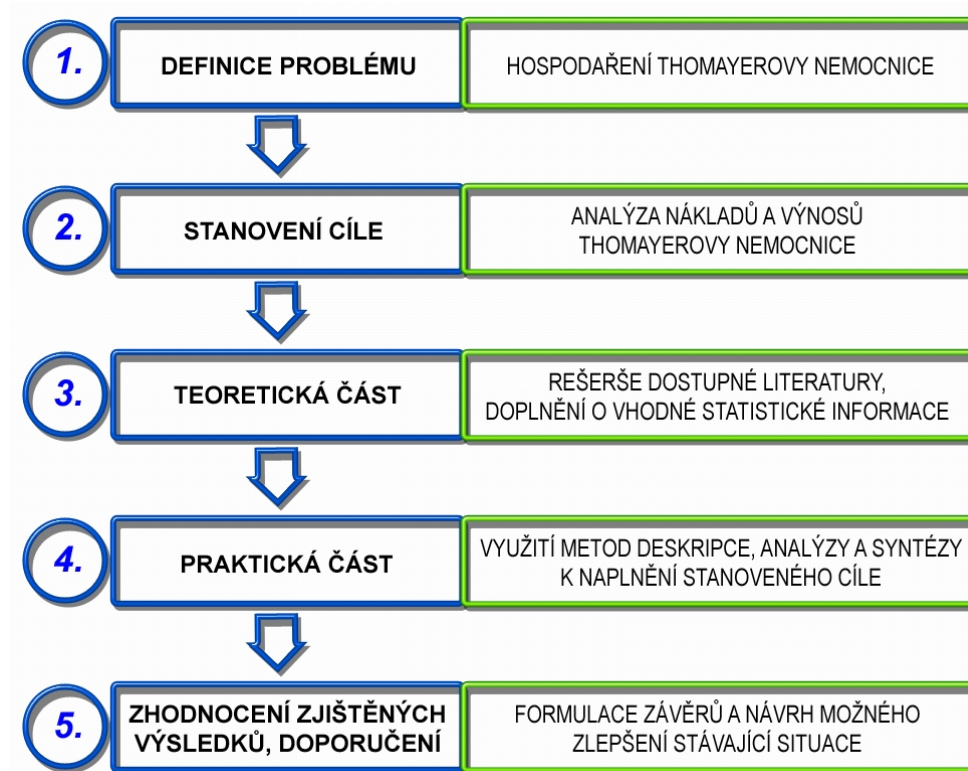 1.
DEFINICE PROBLÉMU
HOSPODAŘENÍ THOMAYEROVY NEMOCNICE
2.
STANOVENÍ CÍLE
ANALÝZA NÁKLADŮ A VÝNOSŮ
THOMAYEROVY NEMOCNICE
3.
TEORETICKÁ ČÁST
REŠERŠE DOSTUPNÉ LITERATURY,
DOPLNĚNÍ O VHODNÉ STATISTICKÉ INFORMACE
4.
PRAKTICKÁ ČÁST
VYUŽITÍ METOD DESKRIPCE, ANALÝZY A SYNTÉZY
K NAPLNĚNÍ STANOVENÉHO CÍLE
5.
ZHODNOCENÍ ZJIŠTĚNÝCH
VÝSLEDKŮ, DOPORUČENÍ
FORMULACE ZÁVĚRŮ A NÁVRH MOŽNÉHO
ZLEPŠENÍ STÁVAJÍCÍ SITUACE